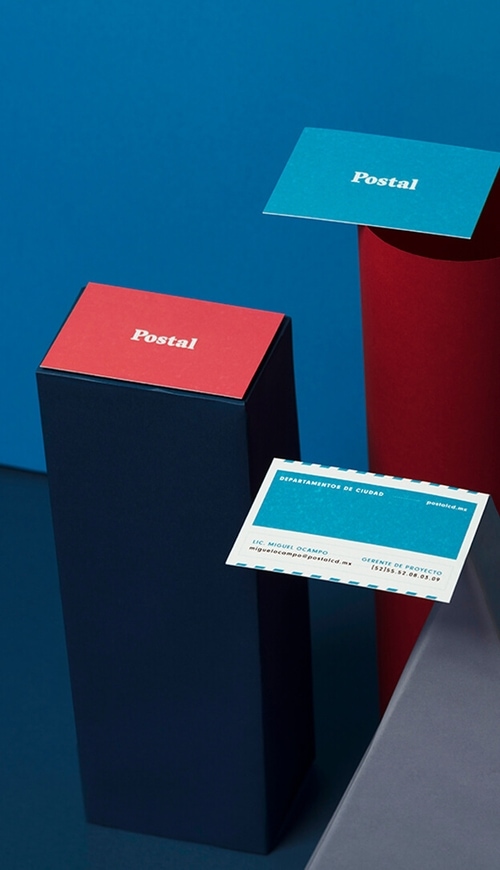 Postal
Postal
DEPARTAMENTOS DE CIUDAD
postalcd.mx
LIC. MIGUEL OCAMPO
miguelocampo@postalcd.mx
GERENTE DE PROYECTO
(52)55.52.08.03.09